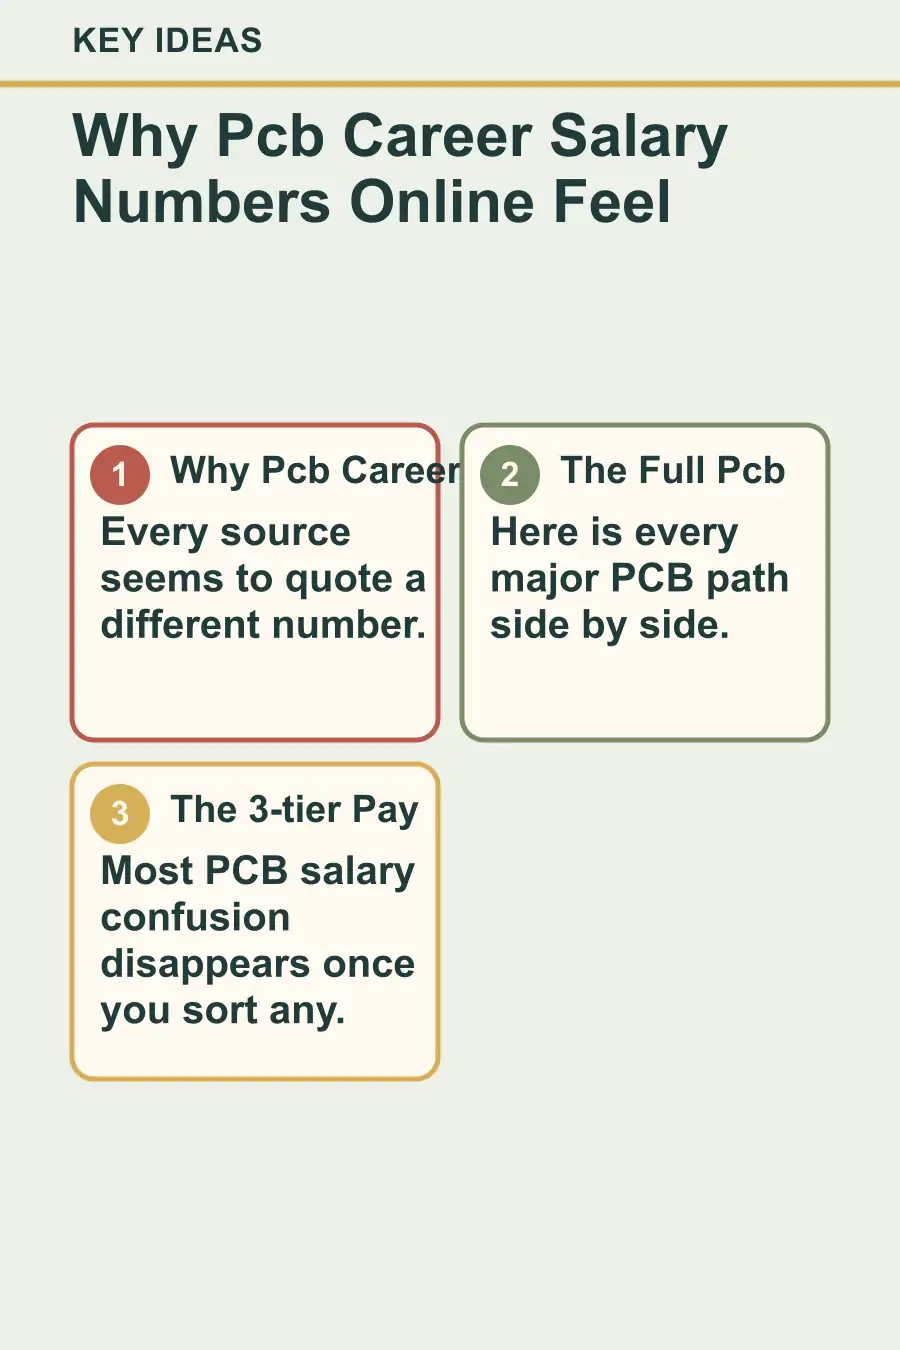 KEY IDEAS
Why Pcb Career Salary
Numbers Online Feel
1 Why Pcb Career
Every source
seems to quote a
different number.
2 The Full Pcb
Here is every
major PCB path
side by side.
3 The 3-tier Pay
Most PCB salary
confusion
disappears once
you sort any.